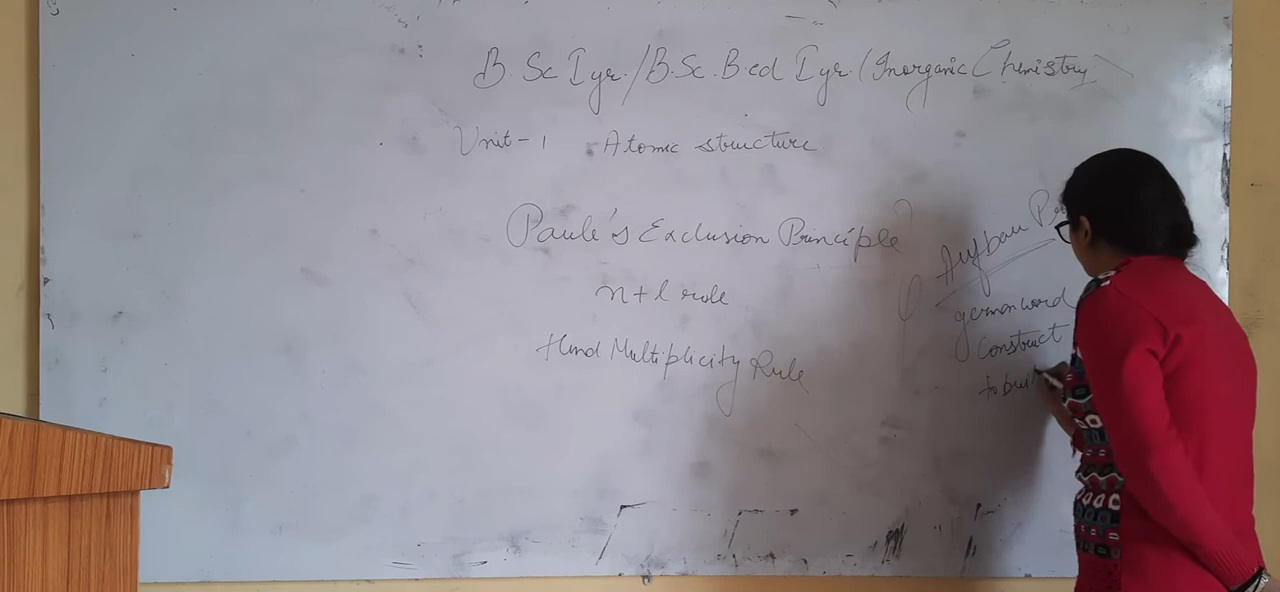 B.Sc I yr./B.Sc.B.ed I yr.(Inorganic Chemistry)
Unit-1 Atomic structure
Paule's Exclusion Principle
n+l rule
Hund Multiplicity Rule
Aufbau
german word
construct
to